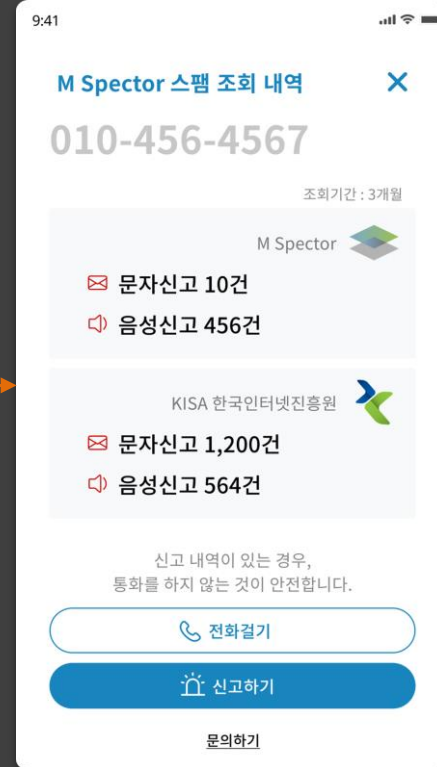 9:41
M Spector 스팸 조회 내역
010-456-4567
조회기간 : 3개월
M Spector
문자신고 10건
음성신고 456건
KISA 한국인터넷진흥원
문자신고 1,200건
음성신고 564건
신고 내역이 있는 경우,
통화를 하지 않는 것이 안전합니다.
전화걸기
신고하기
문의하기